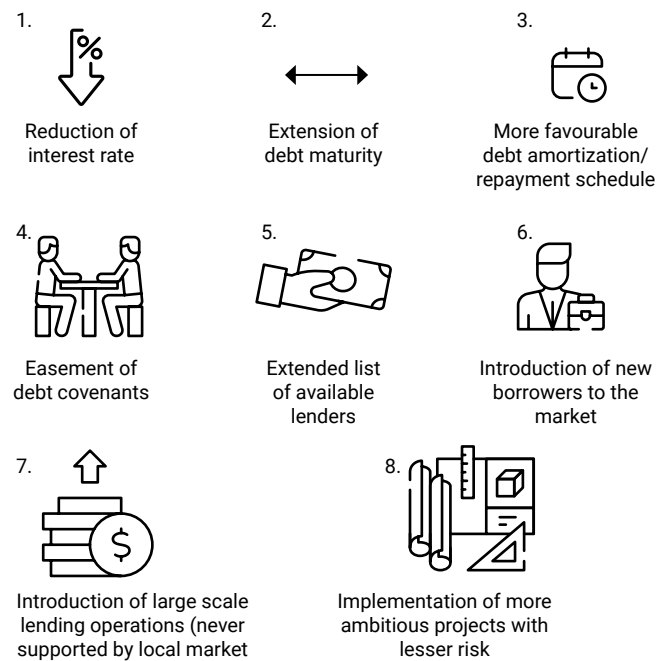 1.
Reduction of
interest rate
2.
Extension of
debt maturity
3.
More favourable
debt amortization/
repayment schedule
4.
Easement of
debt covenants
5.
Extended list
of available
lenders
6.
Introduction of new
borrowers to the
market
7.
$
Introduction of large scale
lending operations (never
supported by local market
8.
Implementation of more
ambitious projects with
lesser risk